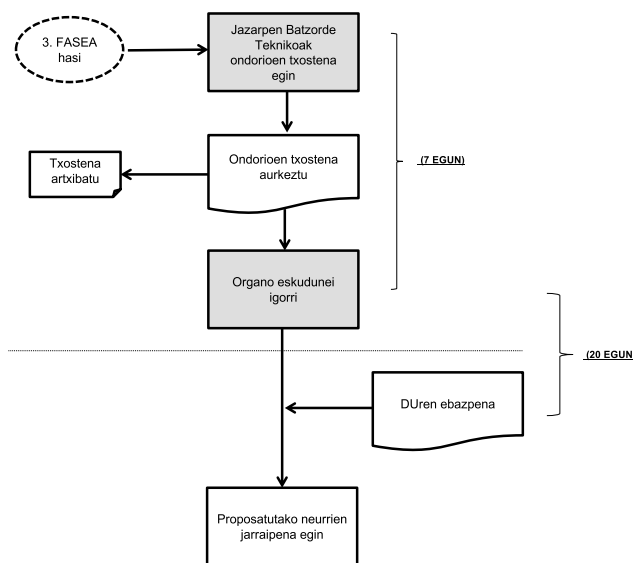 3. FASEA
hasi
Jazarpen Batzorde
Teknikoak
ondorioen txostena
egin
Txostena
artxibatu
Ondorioen txostena
aurkeztu
(7 EGUN)
Organo eskudunei
igorri
(20 EGUN
DUren ebazpena
Proposatutako neurrien
jarraipena egin